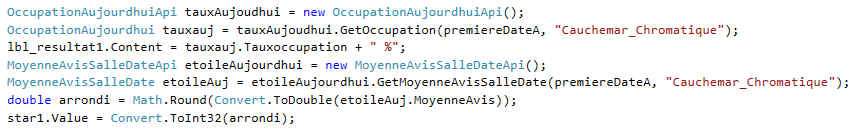 OccupationAujourdhuiApi tauxAujoudhui = new OccupationAujourdhuiApi();
OccupationAujourdhui tauxauj = tauxAujoudhui.GetOccupation(premiereDateA, "Cauchemar_Chromatique");
lbl_resultat1.Content = tauxauj.Tauxoccupation + " %";
MoyenneAvisSalleDateApi etoileAujourdhui = new MoyenneAvisSalleDateApi();
MoyenneAvisSalleDate etoileAuj = etoileAujourdhui.GetMoyenneAvisSalleDate(premiereDateA, "Cauchemar_Chromatique");
double arrondi = Math.Round(Convert.ToDouble(etoileAuj.MoyenneAvis));
star1.Value = Convert.ToInt32(arrondi);